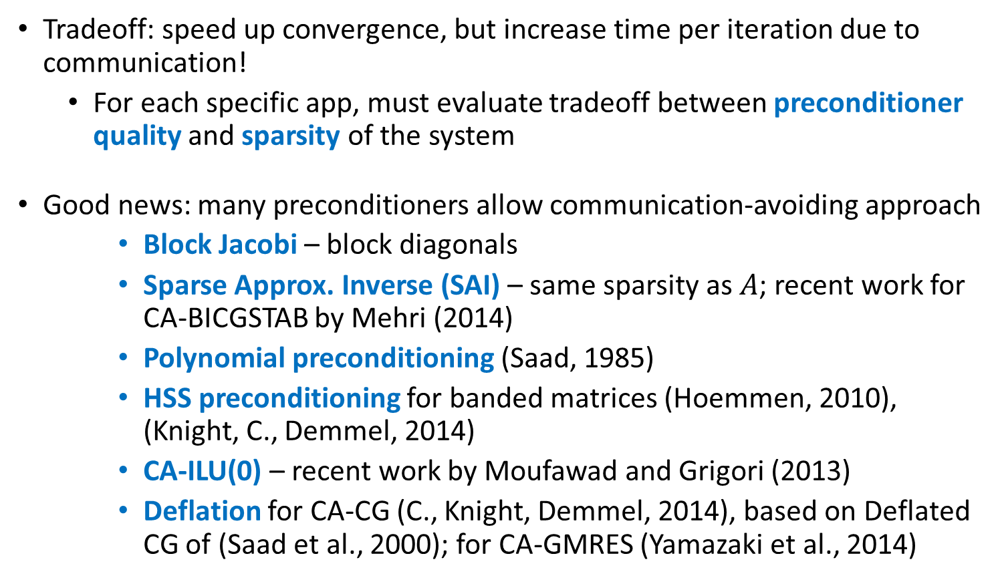 • Tradeoff: speed up convergence, but increase time per iteration due to
communication!
• For each specific app, must evaluate tradeoff between preconditioner
quality and sparsity of the system
• Good news: many preconditioners allow communication-avoiding approach
• Block Jacobi – block diagonals
• Sparse Approx. Inverse (SAI) – same sparsity as 𝐴; recent work for
CA-BICGSTAB by Mehri (2014)
• Polynomial preconditioning (Saad, 1985)
• HSS preconditioning for banded matrices (Hoemmen, 2010),
(Knight, C., Demmel, 2014)
• CA-ILU(0) – recent work by Moufawad and Grigori (2013)
• Deflation for CA-CG (C., Knight, Demmel, 2014), based on Deflated
CG of (Saad et al., 2000); for CA-GMRES (Yamazaki et al., 2014)